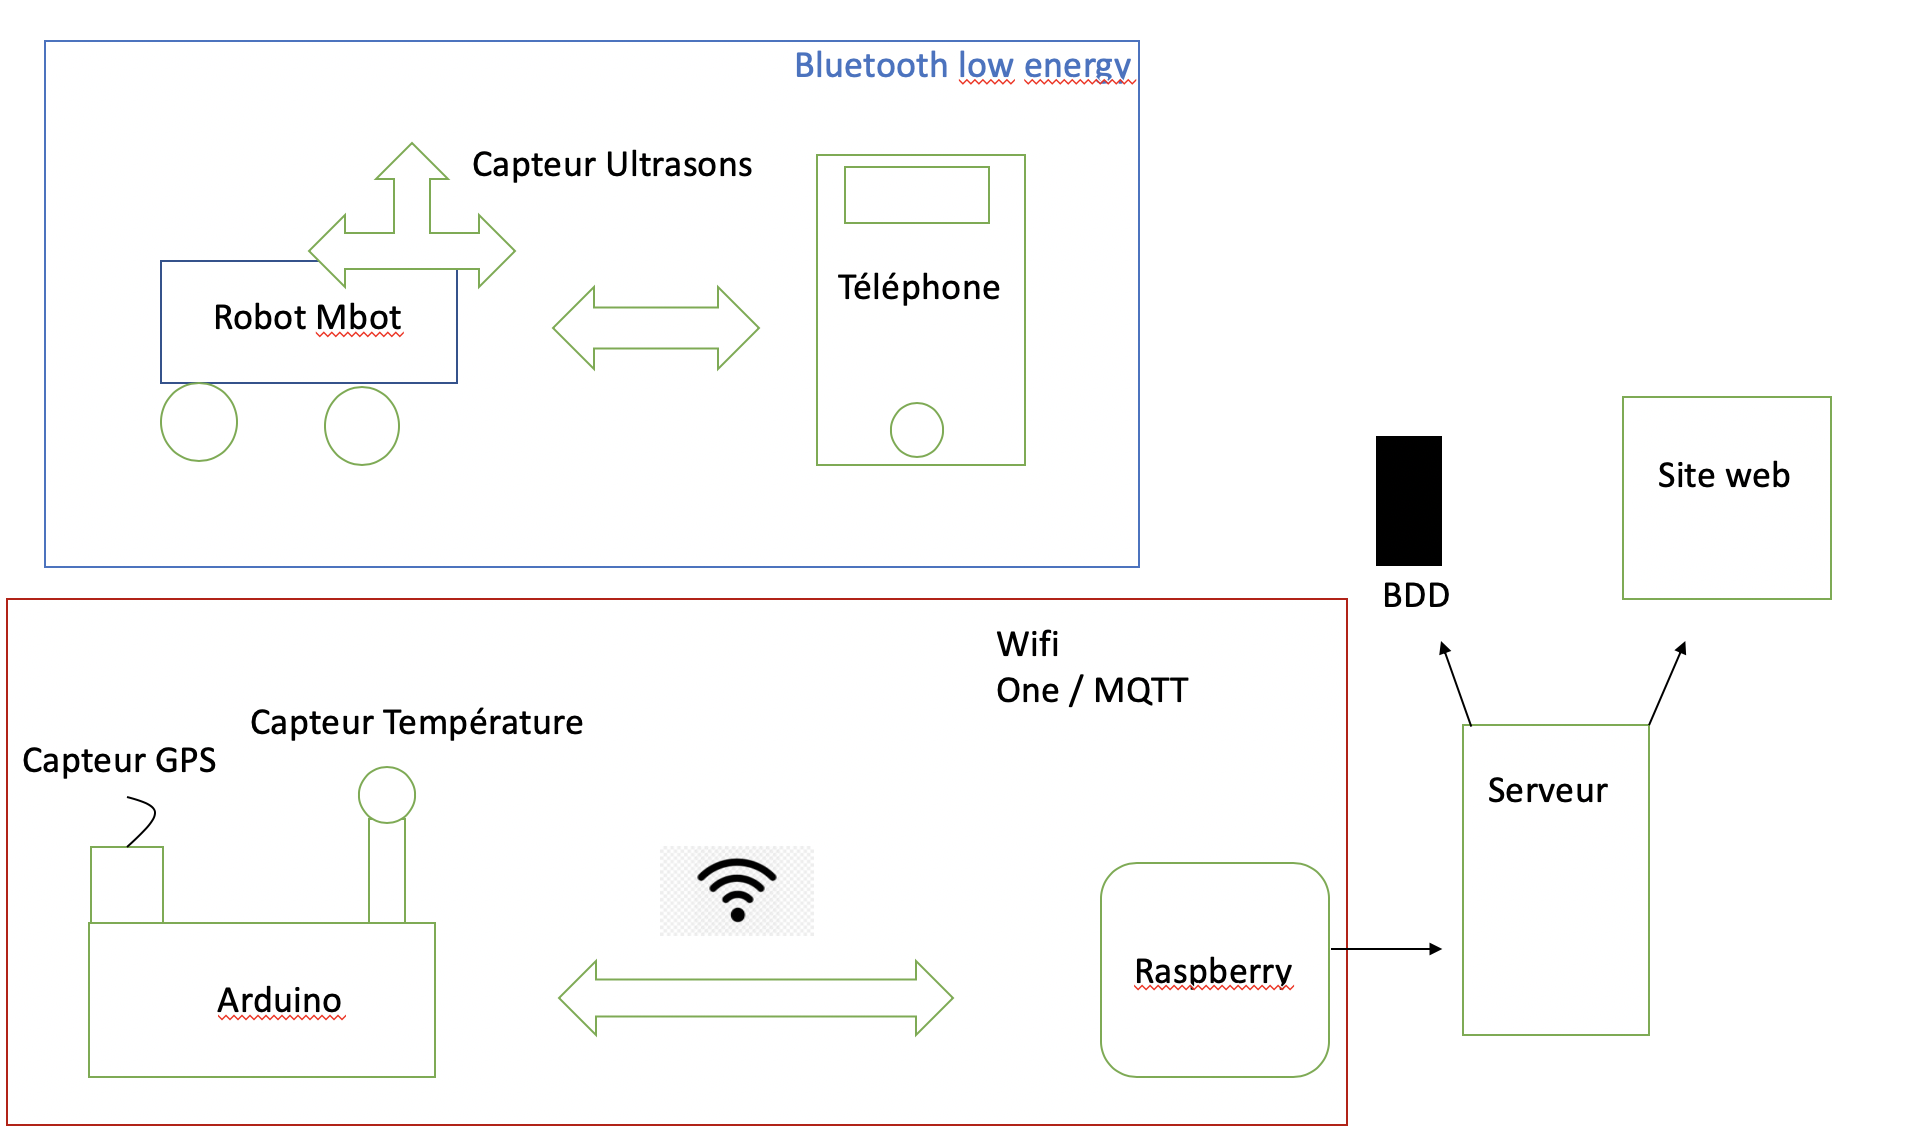 Bluetooth low energy
Capteur Ultrasons
Téléphone
Robot Mbot
Site web
BDD
Wifi
One / MQTT
Capteur Température
Capteur GPS
Serveur
Raspberry
Arduino